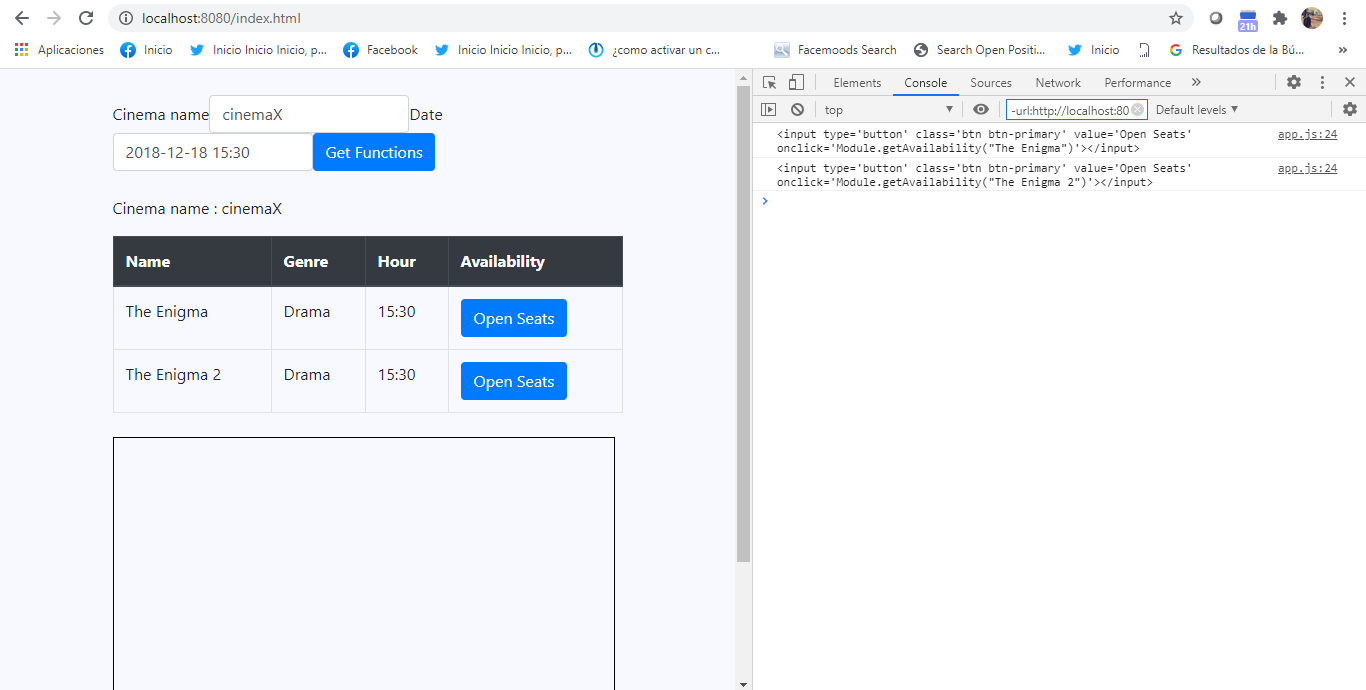 localhost:8080/index.html
21h
Aplicaciones Inicio Inicio Inicio Inicio, p... Facebook Inicio Inicio Inicio, p... ¿como activar un c... Facemoods Search Search Open Positi... Inicio Resultados de la Bú... »
Cinema name cinemaX Date
2018-12-18 15:30 Get Functions
Cinema name : cinemaX
Name Genre Hour Availability
The Enigma Drama 15:30 Open Seats
The Enigma 2 Drama 15:30 Open Seats
Elements Console Sources Network Performance »
top -url:http://localhost:80 Default levels
<input type='button' class='btn btn-primary' value='Open Seats' app.js:24
onclick='Module.getAvailability("The Enigma")'></input>
<input type='button' class='btn btn-primary' value='Open Seats' app.js:24
onclick='Module.getAvailability("The Enigma 2")'></input>
>